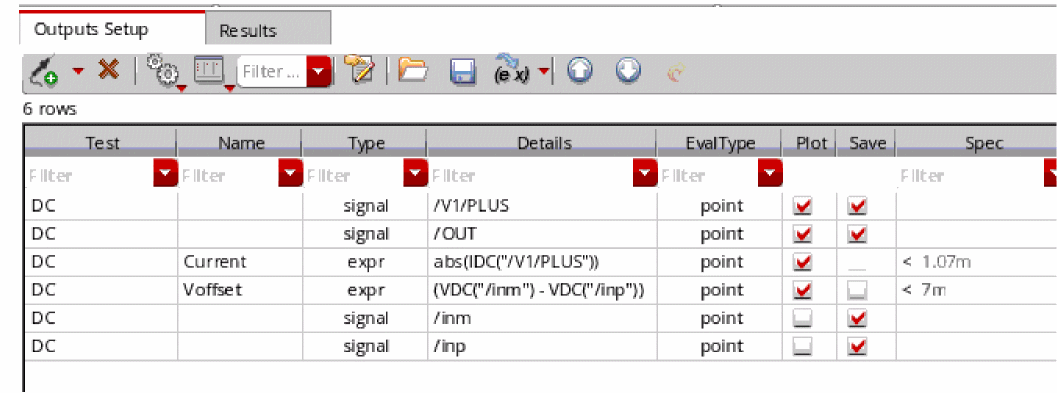 Outputs Setup Results
Filter ... (e x)
6 rows
Test Name Type Details EvalType Plot Save Spec
Filter Filter Filter Filter Filter Filter
DC signal /V1/PLUS point
DC signal /OUT point
DC Current expr abs(IDC("/V1/PLUS")) point < 1.07m
DC Voffset expr (VDC("/inm") - VDC("/inp")) point < 7m
DC signal /inm point
DC signal /inp point